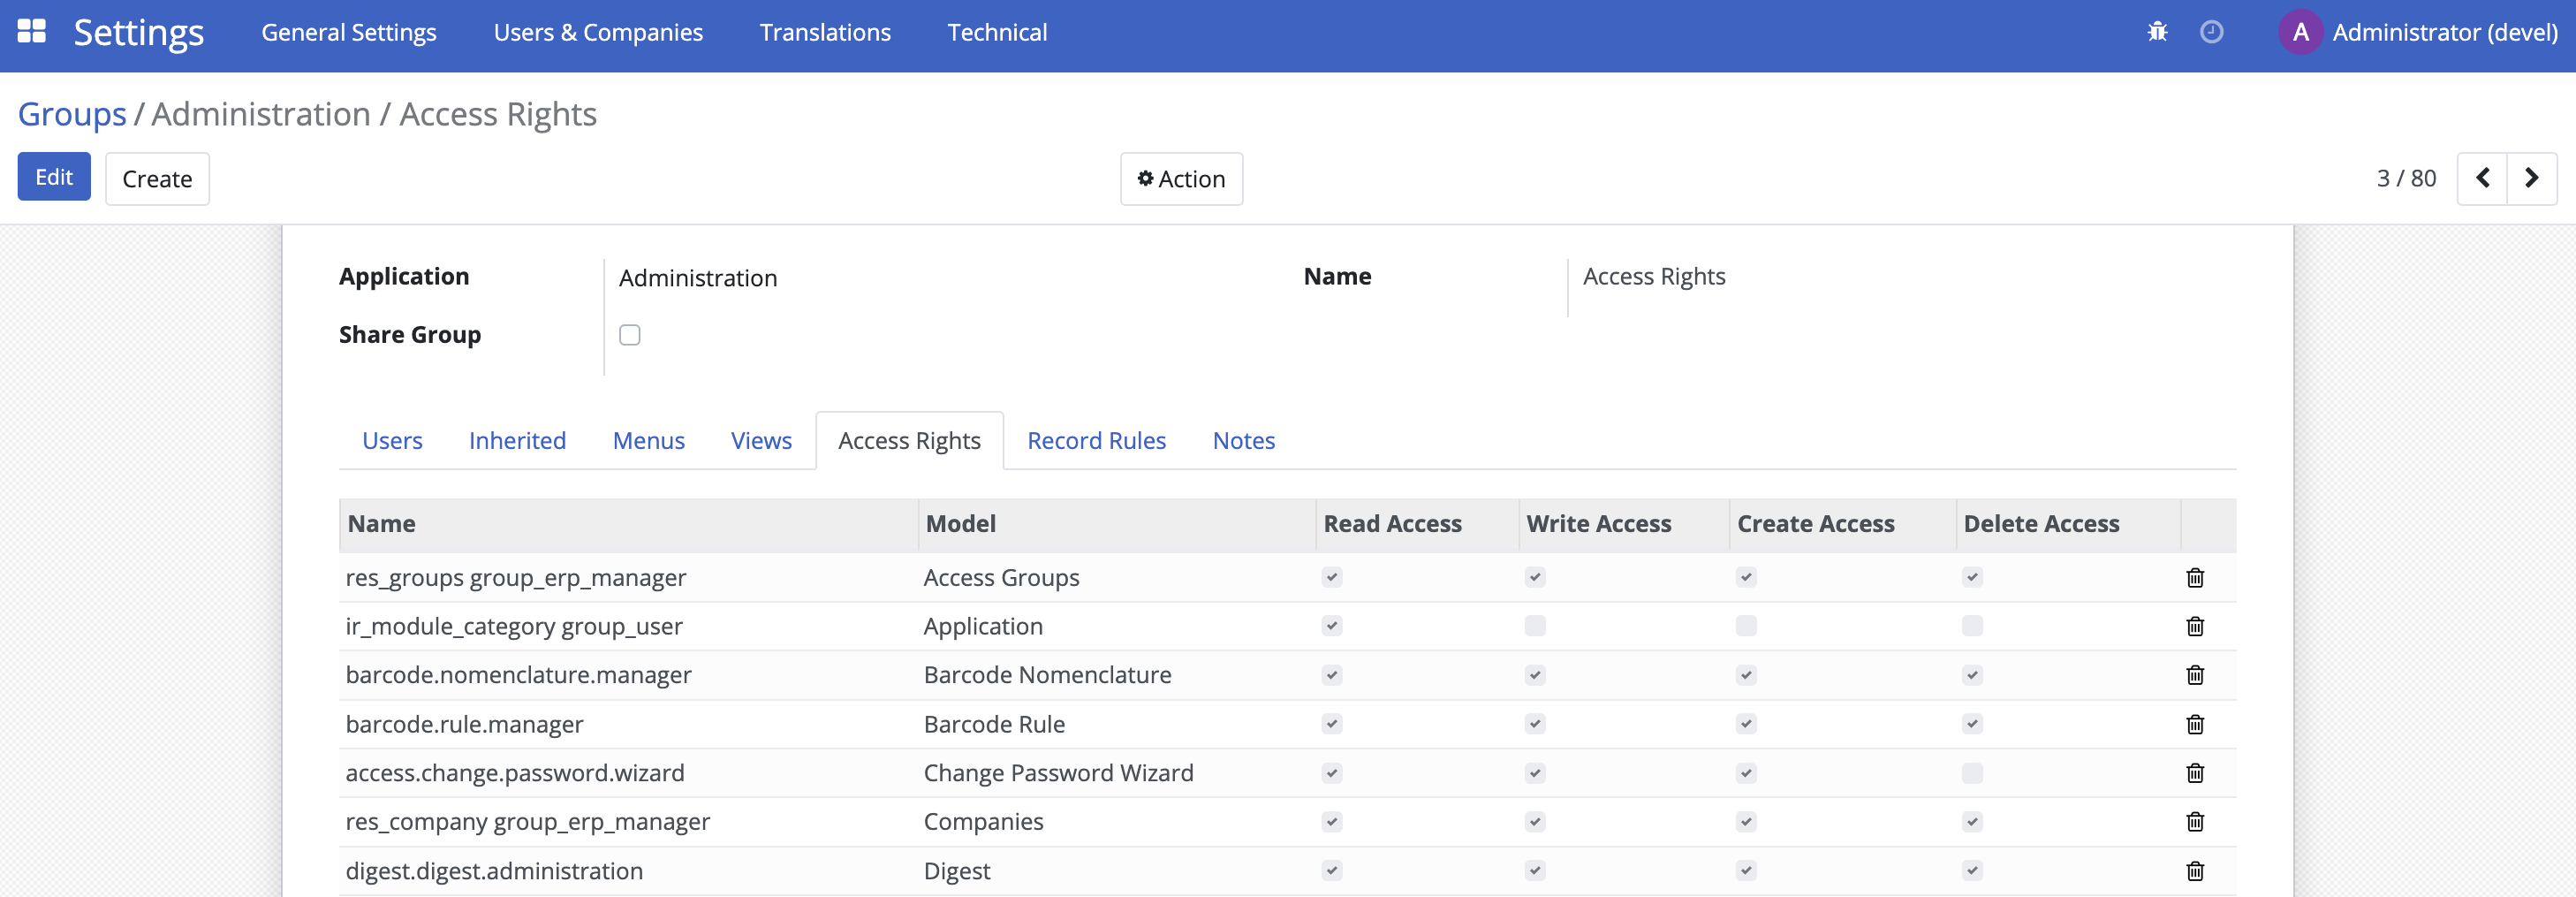 Settings General Settings Users & Companies Translations Technical A Administrator (devel)
Groups / Administration / Access Rights
Edit Create Action 3 / 80
Application Administration Name Access Rights
Share Group
Users Inherited Menus Views Access Rights Record Rules Notes
Name Model Read Access Write Access Create Access Delete Access
res_groups group_erp_manager Access Groups
ir_module_category group_user Application
barcode.nomenclature.manager Barcode Nomenclature
barcode.rule.manager Barcode Rule
access.change.password.wizard Change Password Wizard
res_company group_erp_manager Companies
digest.digest.administration Digest